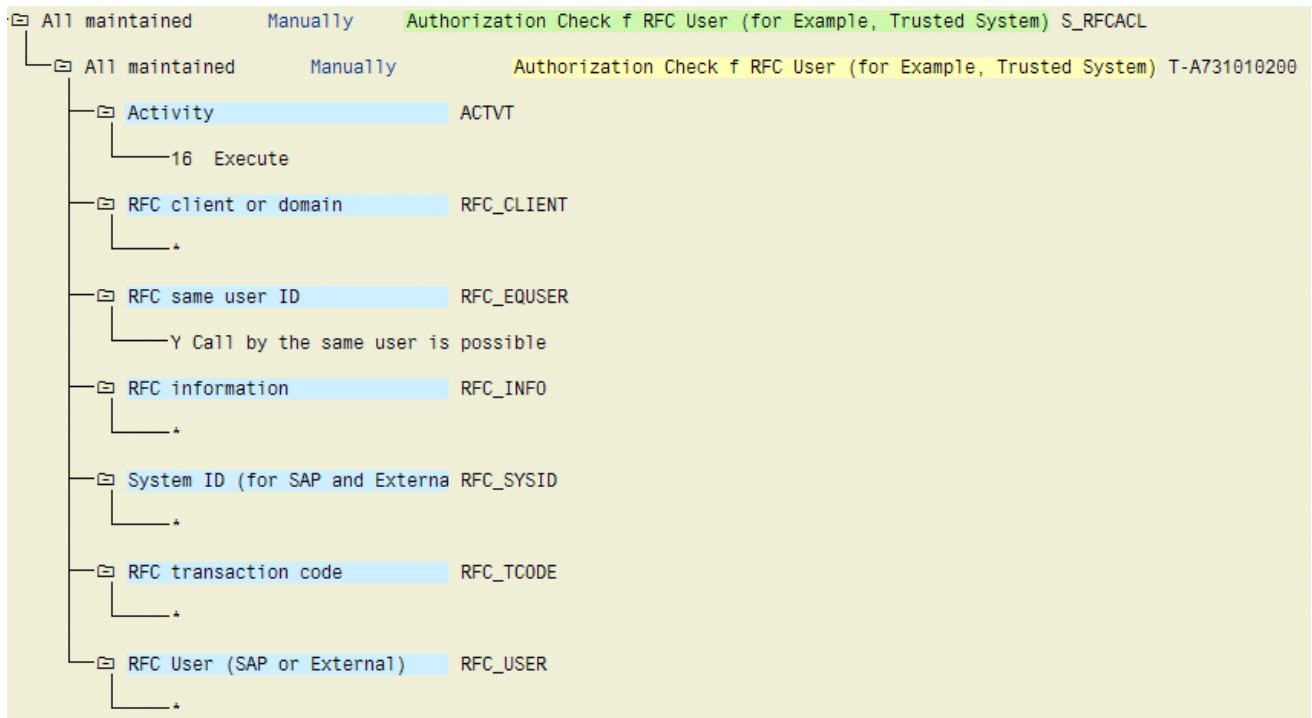 All maintained Manually Authorization Check f RFC User (for Example, Trusted System) S_RFCACL
All maintained Manually Authorization Check f RFC User (for Example, Trusted System) T-A731010200
Activity ACTVT
16 Execute
RFC client or domain RFC_CLIENT
*
RFC same user ID RFC_EQUSER
Y Call by the same user is possible
RFC information RFC_INFO
*
System ID (for SAP and Externa RFC_SYSID
*
RFC transaction code RFC_TCODE
*
RFC User (SAP or External) RFC_USER
*